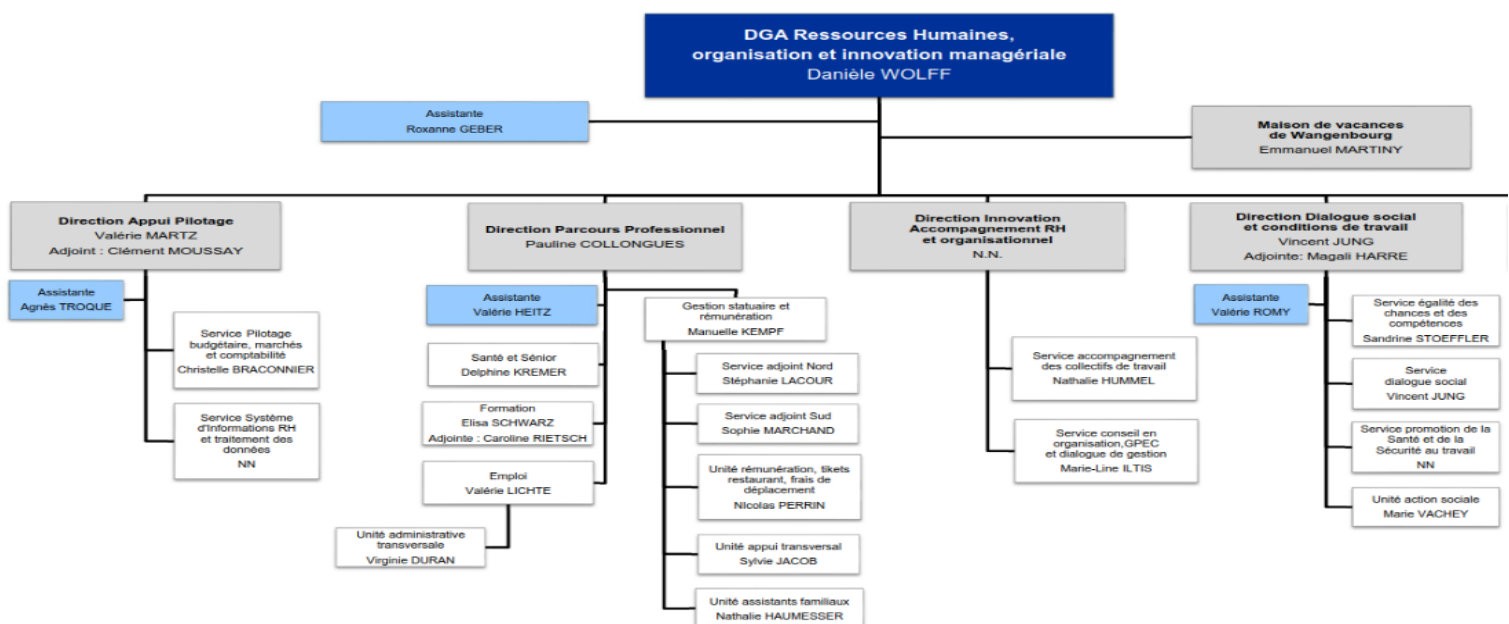 DGA Ressources Humaines,
organisation et innovation managériale
Danièle WOLFF
Assistante
Roxanne GEBER
Maison de vacances
de Wangenbourg
Emmanuel MARTINY
Direction Appui Pilotage
Valérie MARTZ
Adjoint : Clément MOUSSAY
Assistante
Agnès TROQUE
Service Pilotage
budgétaire, marchés
et comptabilité
Christelle BRACONNIER
Service Système
d'Informations RH
et traitement des
données
NN
Direction Parcours Professionnel
Pauline COLLONGUES
Assistante
Valérie HEITZ
Santé et Sénior
Delphine KREMER
Formation
Elisa SCHWARZ
Adjointe : Caroline RIETSCH
Emploi
Valérie LICHTE
Unité administrative
transversale
Virginie DURAN
Gestion statuaire et
rémunération
Manuelle KEMPF
Service adjoint Nord
Stéphanie LACOUR
Service adjoint Sud
Sophie MARCHAND
Unité rémunération, tikets
restaurant, frais de
déplacement
NIcolas PERRIN
Unité appui transversal
Sylvie JACOB
Unité assistants familiaux
Nathalie HAUMESSER
Direction Innovation
Accompagnement RH
et organisationnel
N.N.
Service accompagnement
des collectifs de travail
Nathalie HUMMEL
Service conseil en
organisation,GPEC
et dialogue de gestion
Marie-Line ILTIS
Direction Dialogue social
et conditions de travail
Vincent JUNG
Adjointe: Magali HARRE
Assistante
Valérie ROMY
Service égalité des
chances et des
compétences
Sandrine STOEFFLER
Service
dialogue social
Vincent JUNG
Service promotion de la
Santé et de la
Sécurité au travail
NN
Unité action sociale
Marie VACHEY